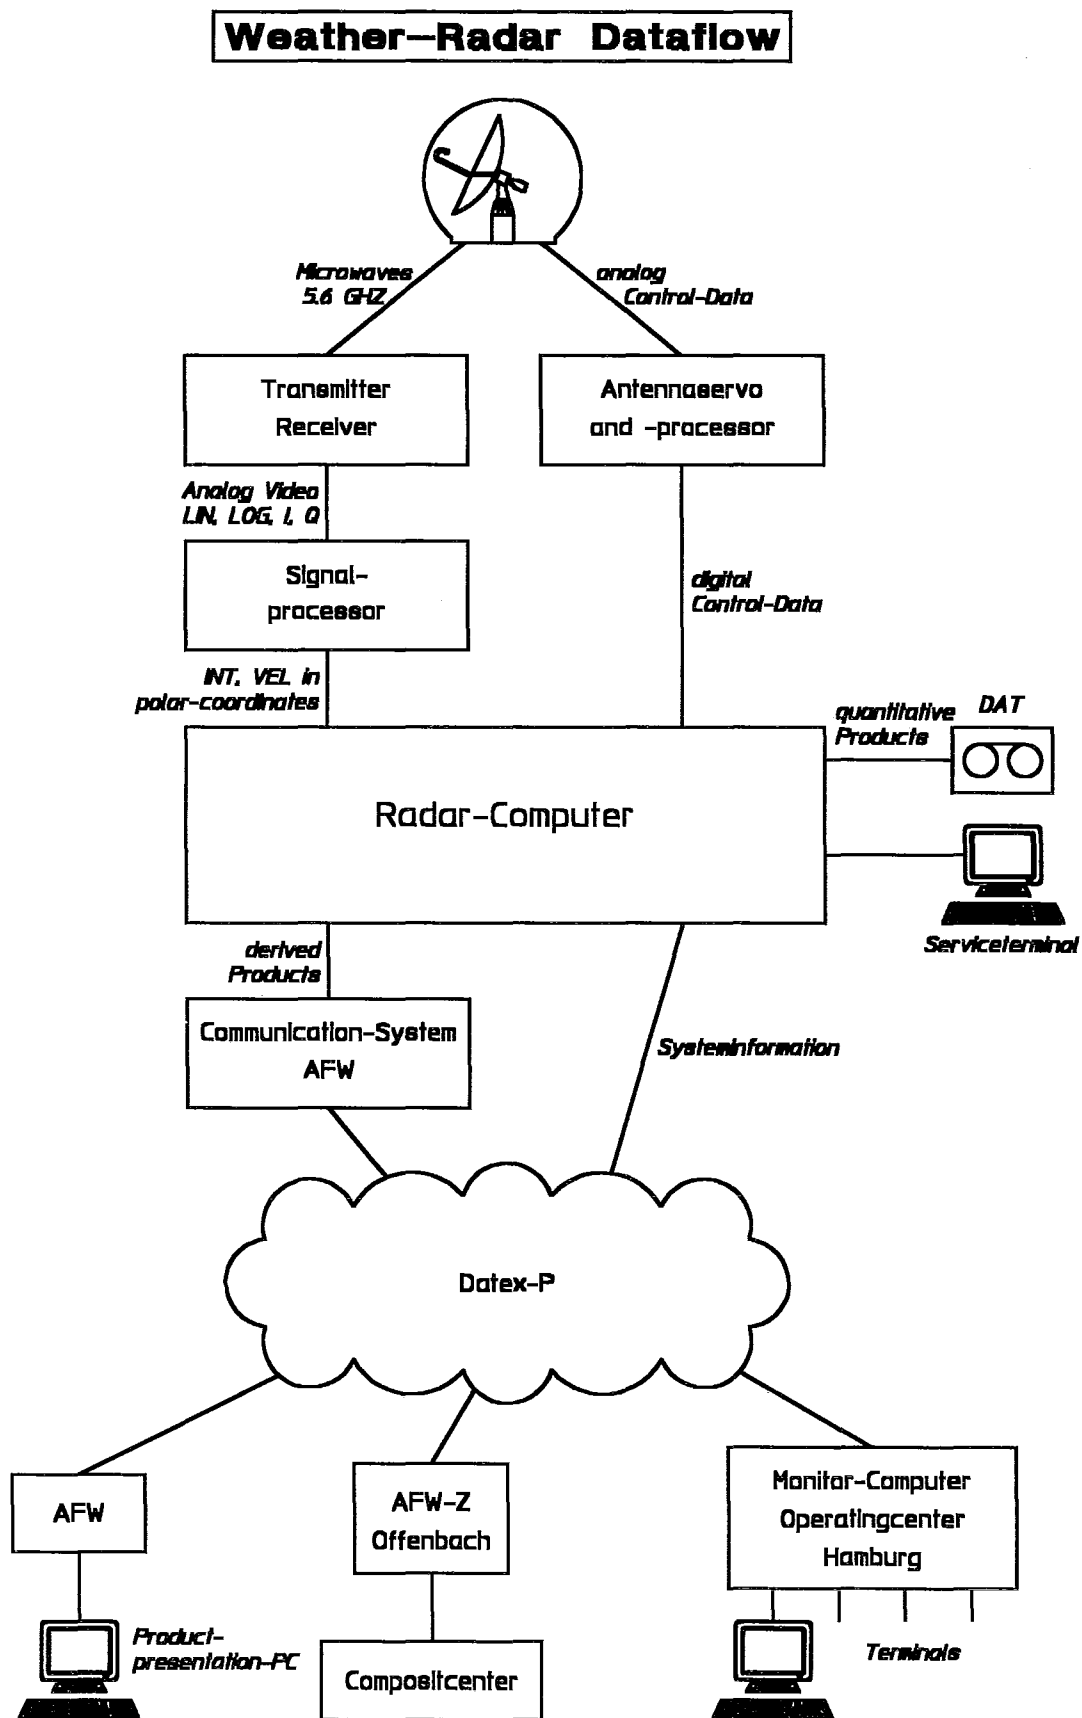 Weather-Radar Dataflow
Microwaves
5.6 GHZ
analog
Control-Data
Transmitter
Receiver
Antennaservo
and -processor
Analog Video
LIN, LOG, I, Q
Signal-
processor
digital
Control-Data
INT, VEL in
polar-coordinates
quantitative
Products
DAT
Radar-Computer
Serviceterminal
derived
Products
Communication-System
AFW
Systeminformation
Datex-P
AFW
AFW-Z
Offenbach
Monitor-Computer
Operatingcenter
Hamburg
Product-
presentation-PC
Compositcenter
Terminals